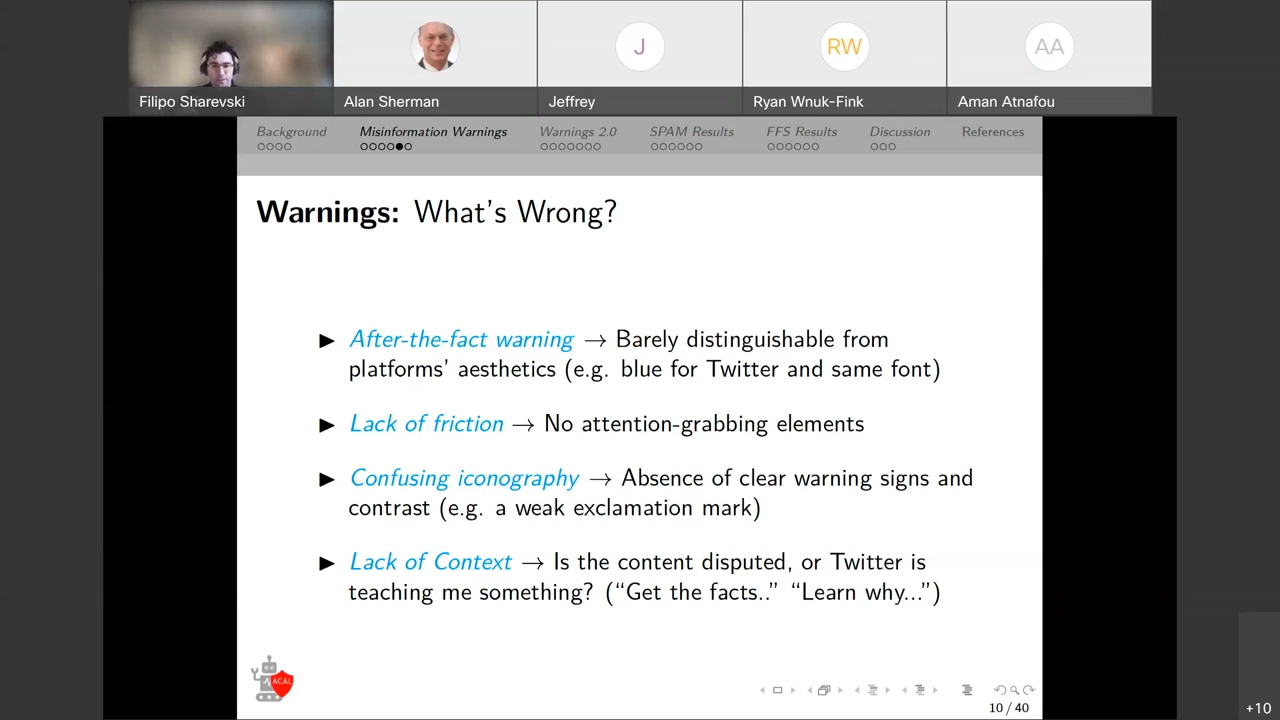 J
RW
AA
Filipo Sharevski
Alan Sherman
Jeffrey
Ryan Wnuk-Fink
Aman Atnafou
Background
Misinformation Warnings
Warnings 2.0
SPAM Results
FFS Results
Discussion
References
Warnings: What's Wrong?
After-the-fact warning → Barely distinguishable from
platforms' aesthetics (e.g. blue for Twitter and same font)
Lack of friction → No attention-grabbing elements
Confusing iconography → Absence of clear warning signs and
contrast (e.g. a weak exclamation mark)
Lack of Context → Is the content disputed, or Twitter is
teaching me something? ("Get the facts.." "Learn why...")
ACAL
10 / 40
+10